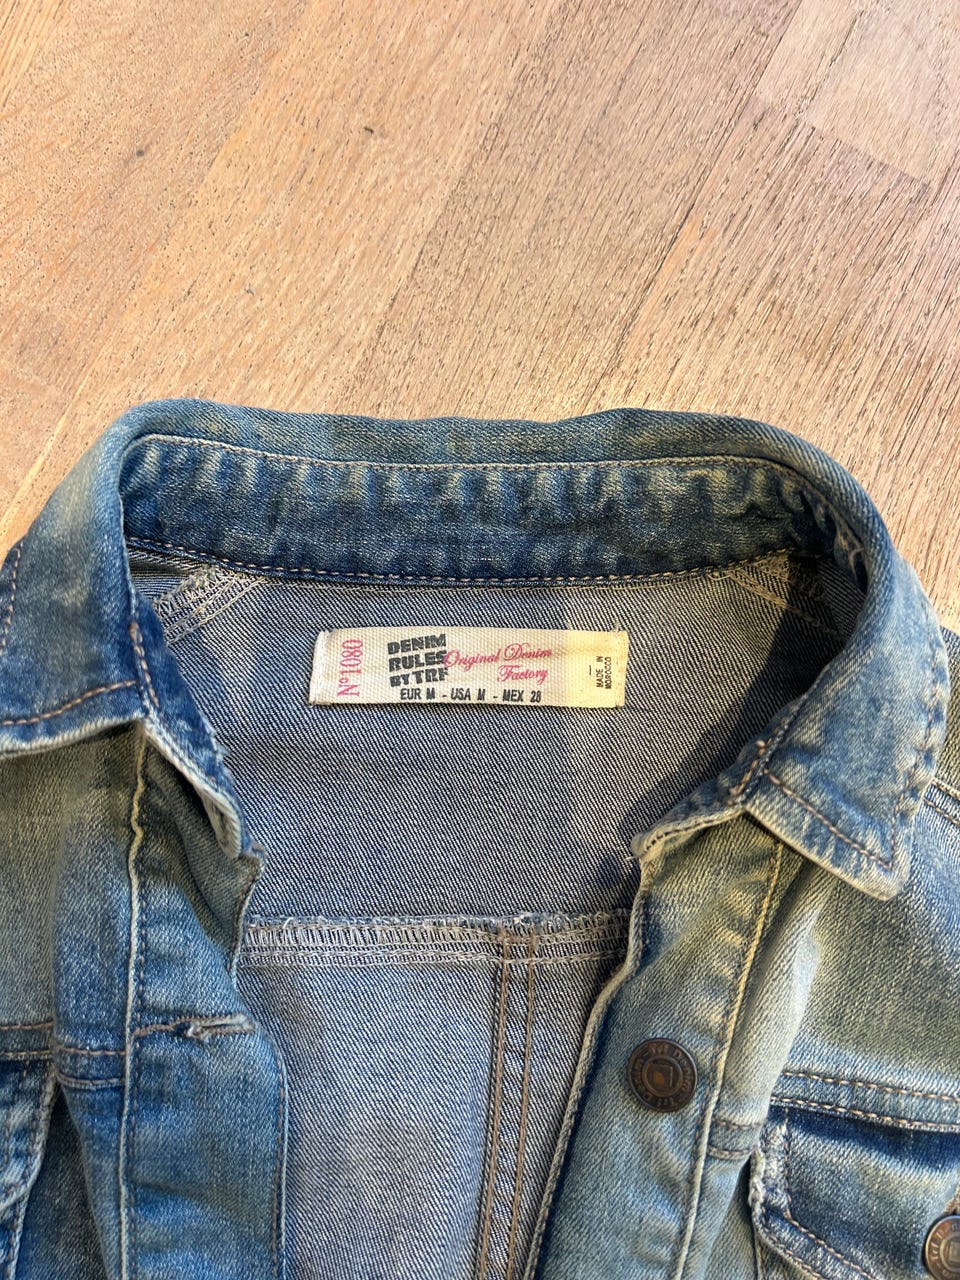 Nº1080
DENIM
RULES
BY TRF
Original Denim
Factory
EUR M - USA M - MEX 28
MADE IN
MOROCCO